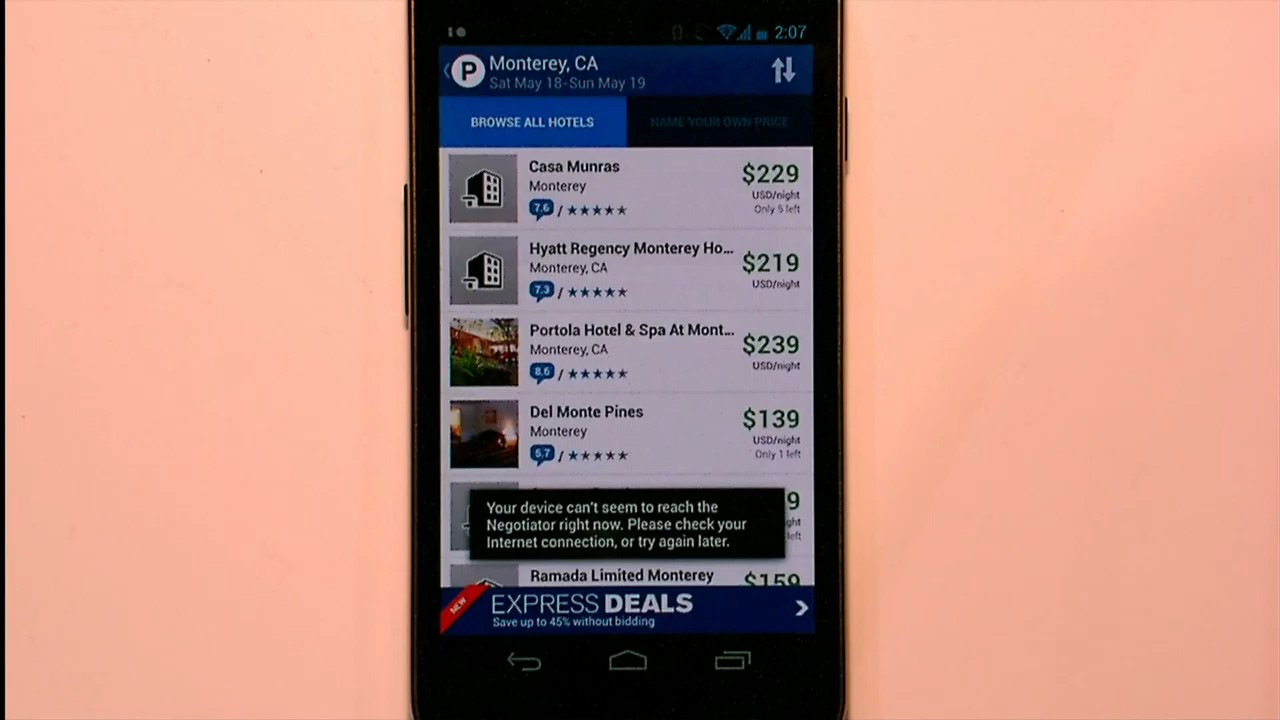 2:07
P
Monterey, CA
Sat May 18-Sun May 19
BROWSE ALL HOTELS
NAME YOUR OWN PRICE
Casa Munras
$229
Monterey
USD/night
7.6 / ★★★★★
Only 5 left
Hyatt Regency Monterey Ho...
$219
Monterey, CA
USD/night
7.3 / ★★★★★
Portola Hotel & Spa At Mont...
$239
Monterey, CA
USD/night
8.6 / ★★★★★
Del Monte Pines
$139
Monterey
USD/night
5.7 / ★★★★★
Only 1 left
Your device can't seem to reach the
Negotiator right now. Please check your
Internet connection, or try again later.
Ramada Limited Monterey
$159
NEW
EXPRESS DEALS
Save up to 45% without bidding